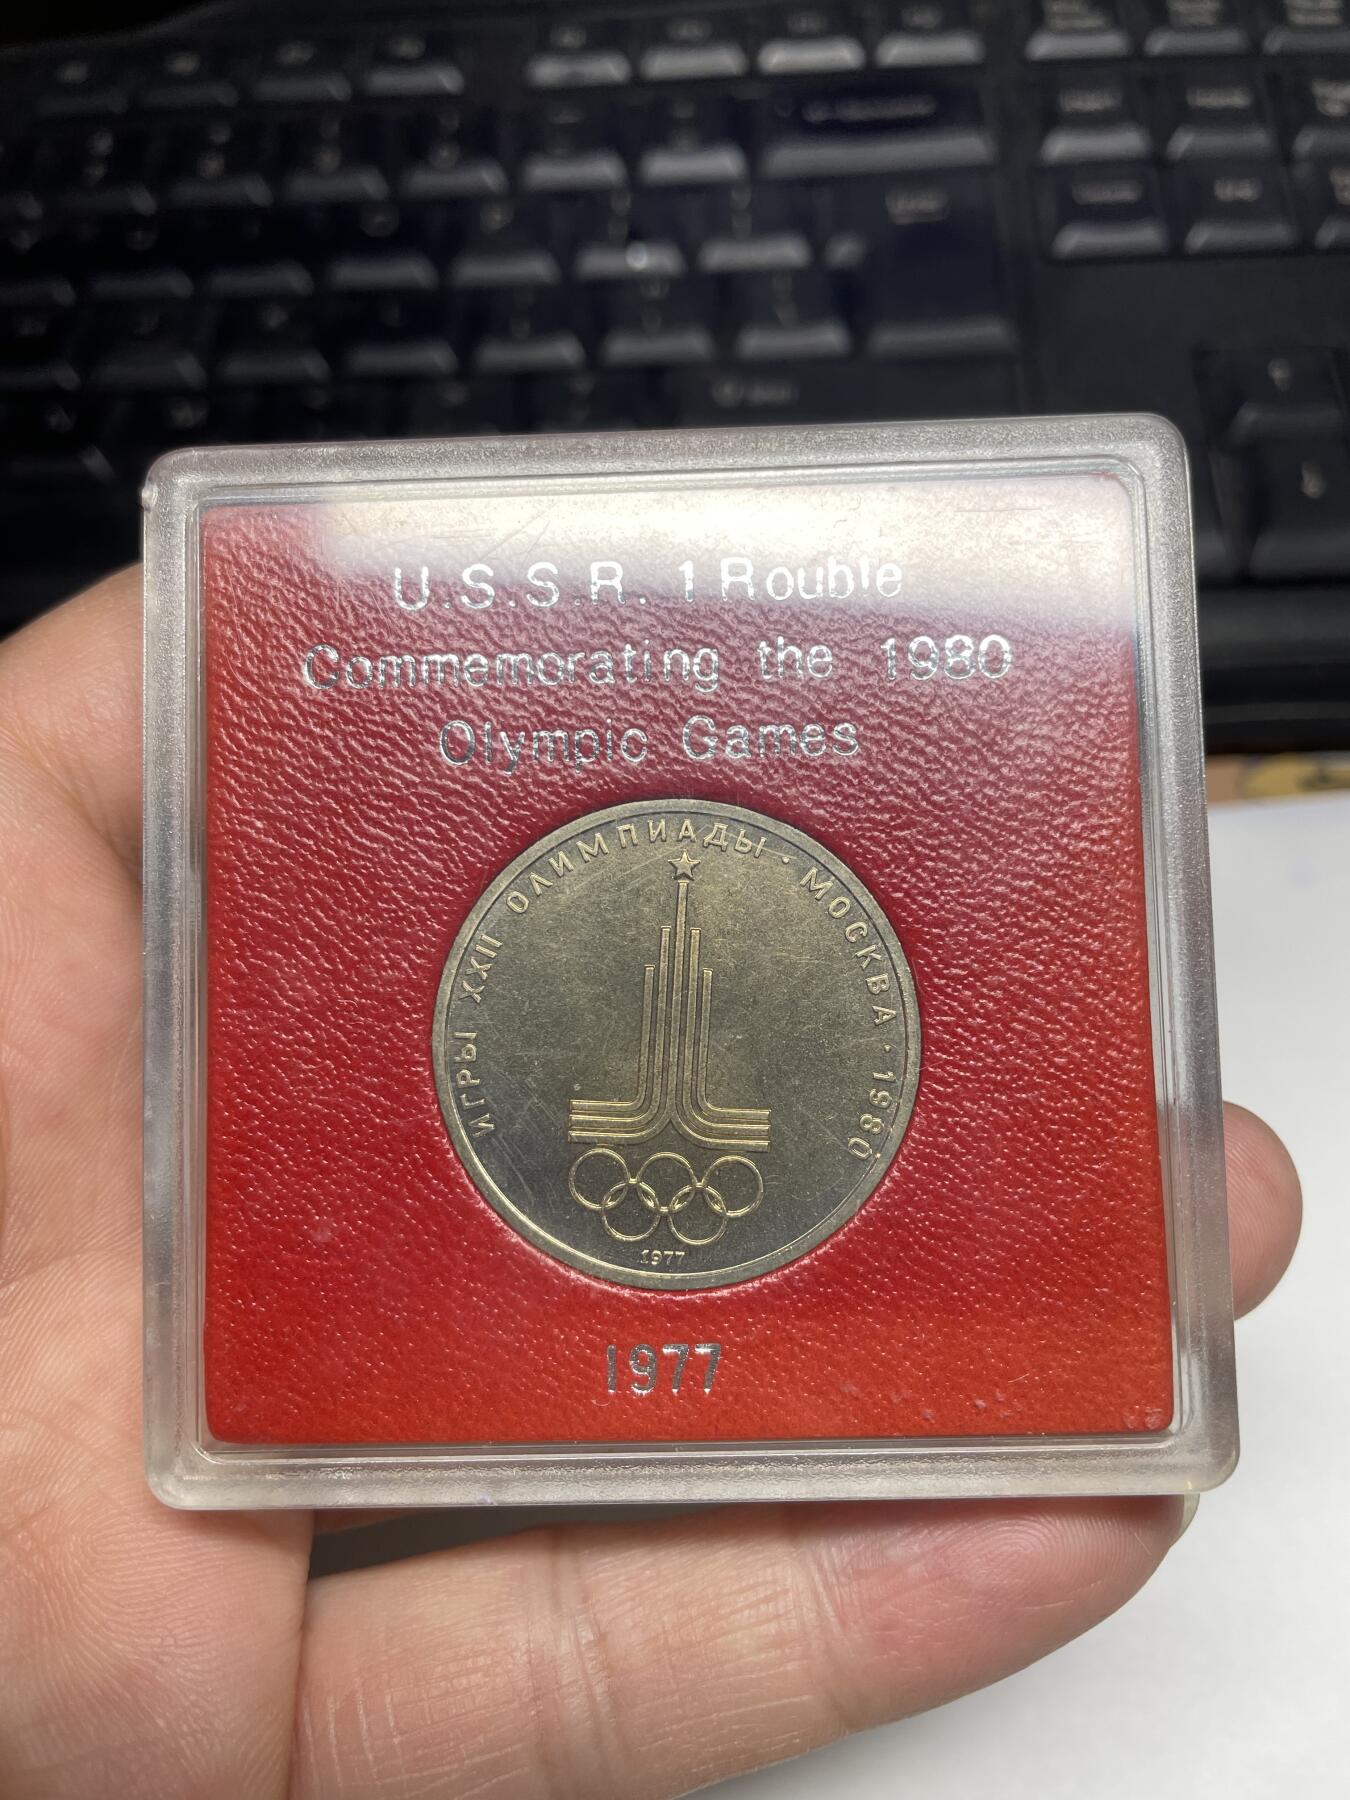 U.S.S.R. 1 Rouble
Commemorating the 1980
Olympic Games
ИГРЫ XXII ОЛИМПИАДЫ · МОСКВА · 1980
1977
1977